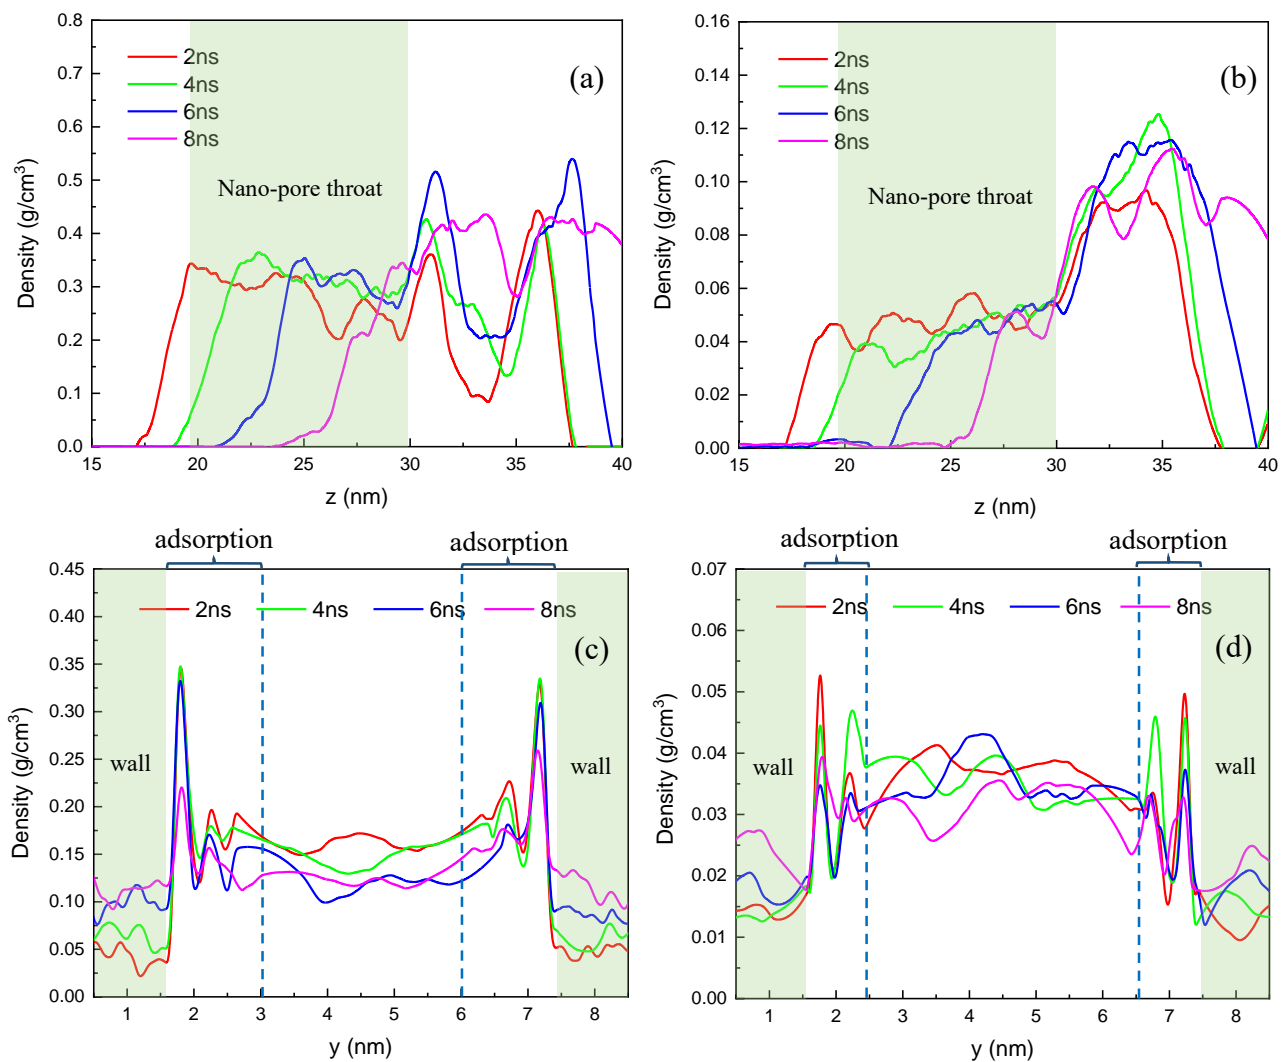 0.8
0.7
0.6
0.5
0.4
0.3
0.2
0.1
0.0
Density (g/cm3)
2ns
4ns
6ns
8ns
(a)
Nano-pore throat
15 20 25 30 35 40
z (nm)
0.16
0.14
0.12
0.10
0.08
0.06
0.04
0.02
0.00
Density (g/cm3)
2ns
4ns
6ns
8ns
(b)
Nano-pore throat
15 20 25 30 35 40
z (nm)
adsorption adsorption
0.45
0.40
0.35
0.30
0.25
0.20
0.15
0.10
0.05
0.00
Density (g/cm3)
2ns 4ns 6ns 8ns
(c)
wall wall
1 2 3 4 5 6 7 8
y (nm)
adsorption adsorption
0.07
0.06
0.05
0.04
0.03
0.02
0.01
0.00
Density (g/cm3)
2ns 4ns 6ns 8ns
(d)
wall wall
1 2 3 4 5 6 7 8
y (nm)